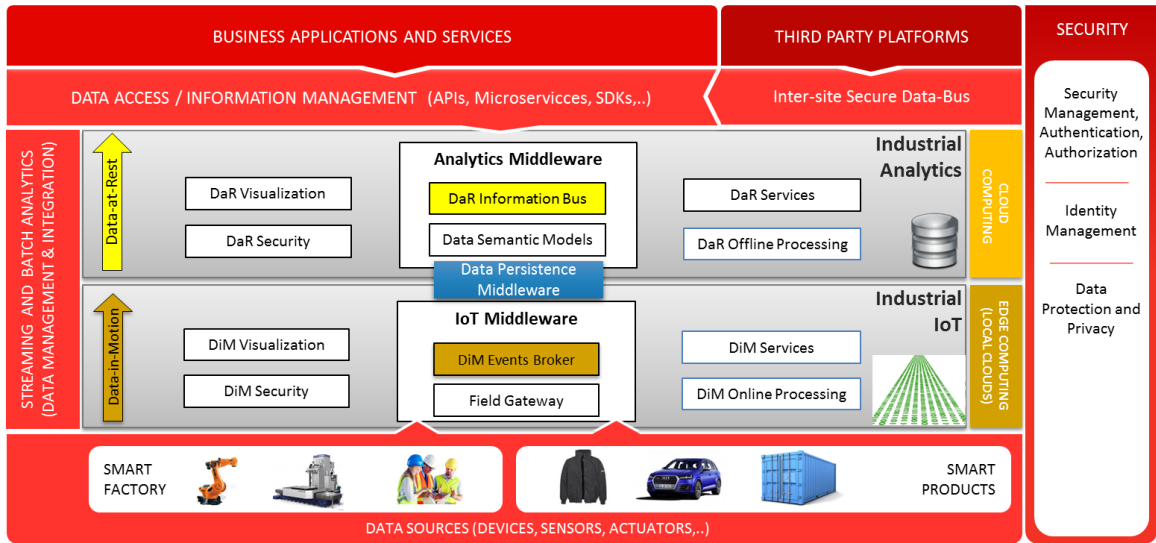 BUSINESS APPLICATIONS AND SERVICES
THIRD PARTY PLATFORMS
SECURITY
DATA ACCESS / INFORMATION MANAGEMENT (APIs, Microservicces, SDKs,..)
Inter-site Secure Data-Bus
Security
Management,
Authentication,
Authorization
Identity
Management
Data
Protection and
Privacy
STREAMING AND BATCH ANALYTICS
(DATA MANAGEMENT & INTEGRATION)
Data-at-Rest
DaR Visualization
DaR Security
Analytics Middleware
DaR Information Bus
Data Semantic Models
Industrial
Analytics
DaR Services
DaR Offline Processing
CLOUD
COMPUTING
Data Persistence
Middleware
Data-in-Motion
DiM Visualization
DiM Security
IoT Middleware
DiM Events Broker
Field Gateway
Industrial
IoT
DiM Services
DiM Online Processing
EDGE COMPUTING
(LOCAL CLOUDS)
SMART
FACTORY
SMART
PRODUCTS
DATA SOURCES (DEVICES, SENSORS, ACTUATORS,..)